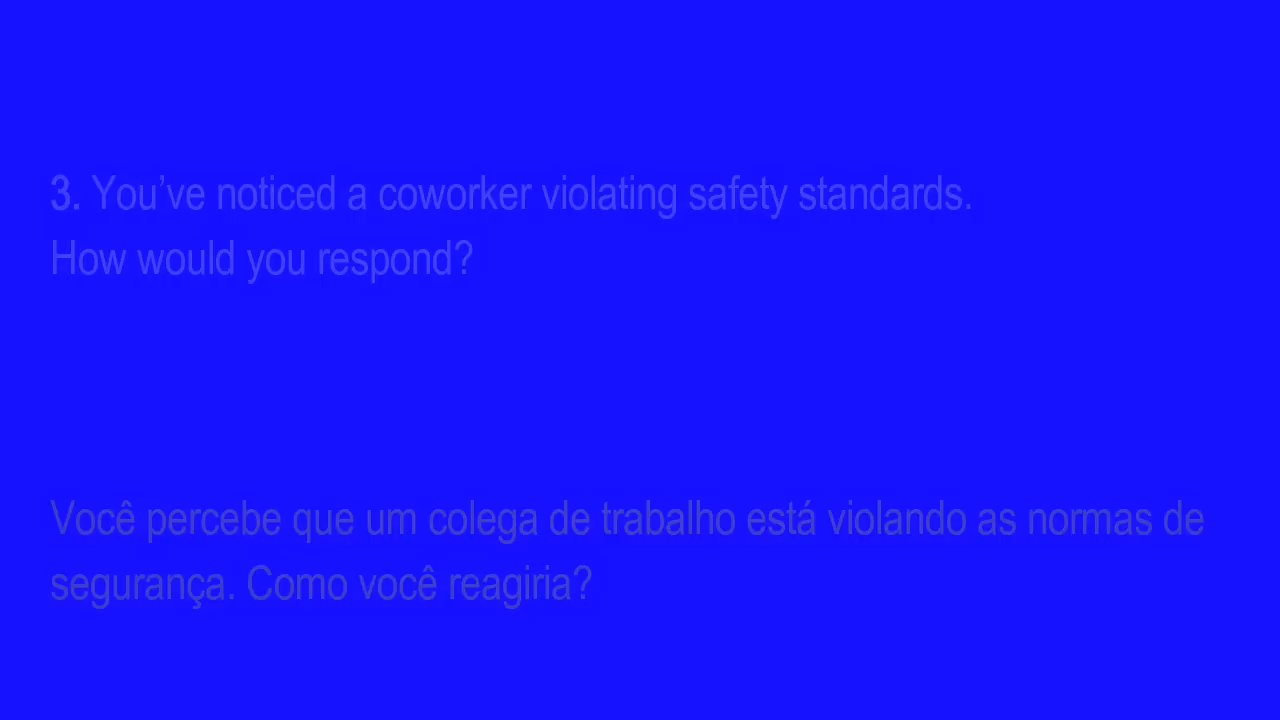 3. You’ve noticed a coworker violating safety standards.
How would you respond?
Você percebe que um colega de trabalho está violando as normas de
segurança. Como você reagiria?